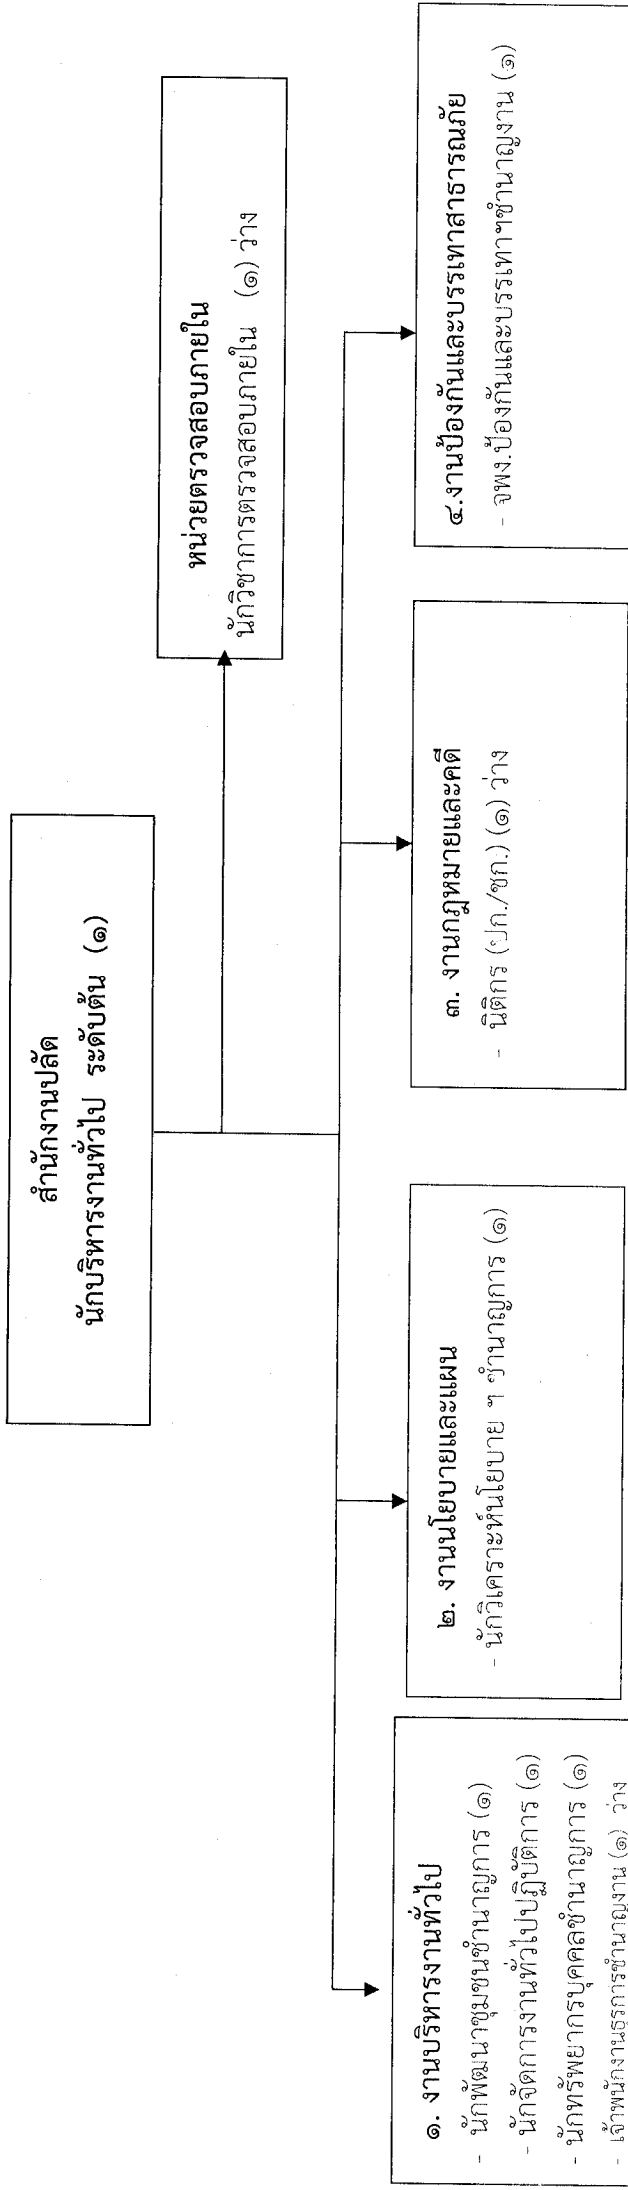 สำนักงานปลัด
นักบริหารงานทั่วไป ระดับต้น (๑)
หน่วยตรวจสอบภายใน
นักวิชาการตรวจสอบภายใน (๑) ว่าง
๑. งานบริหารงานทั่วไป
- นักพัฒนาชุมชนชำนาญการ (๑)
- นักจัดการงานทั่วไปปฏิบัติการ (๑)
- นักทรัพยากรบุคคลชำนาญการ (๑)
- เจ้าพนักงานธุรการชำนาญงาน (๑) ว่าง
๒. งานนโยบายและแผน
- นักวิเคราะห์นโยบาย ฯ ชำนาญการ (๑)
๓. งานกฎหมายและคดี
- นิติกร (ปก./ชก.) (๑) ว่าง
๔.งานป้องกันและบรรเทาสาธารณภัย
- จพง.ป้องกันและบรรเทาฯชำนาญงาน (๑)